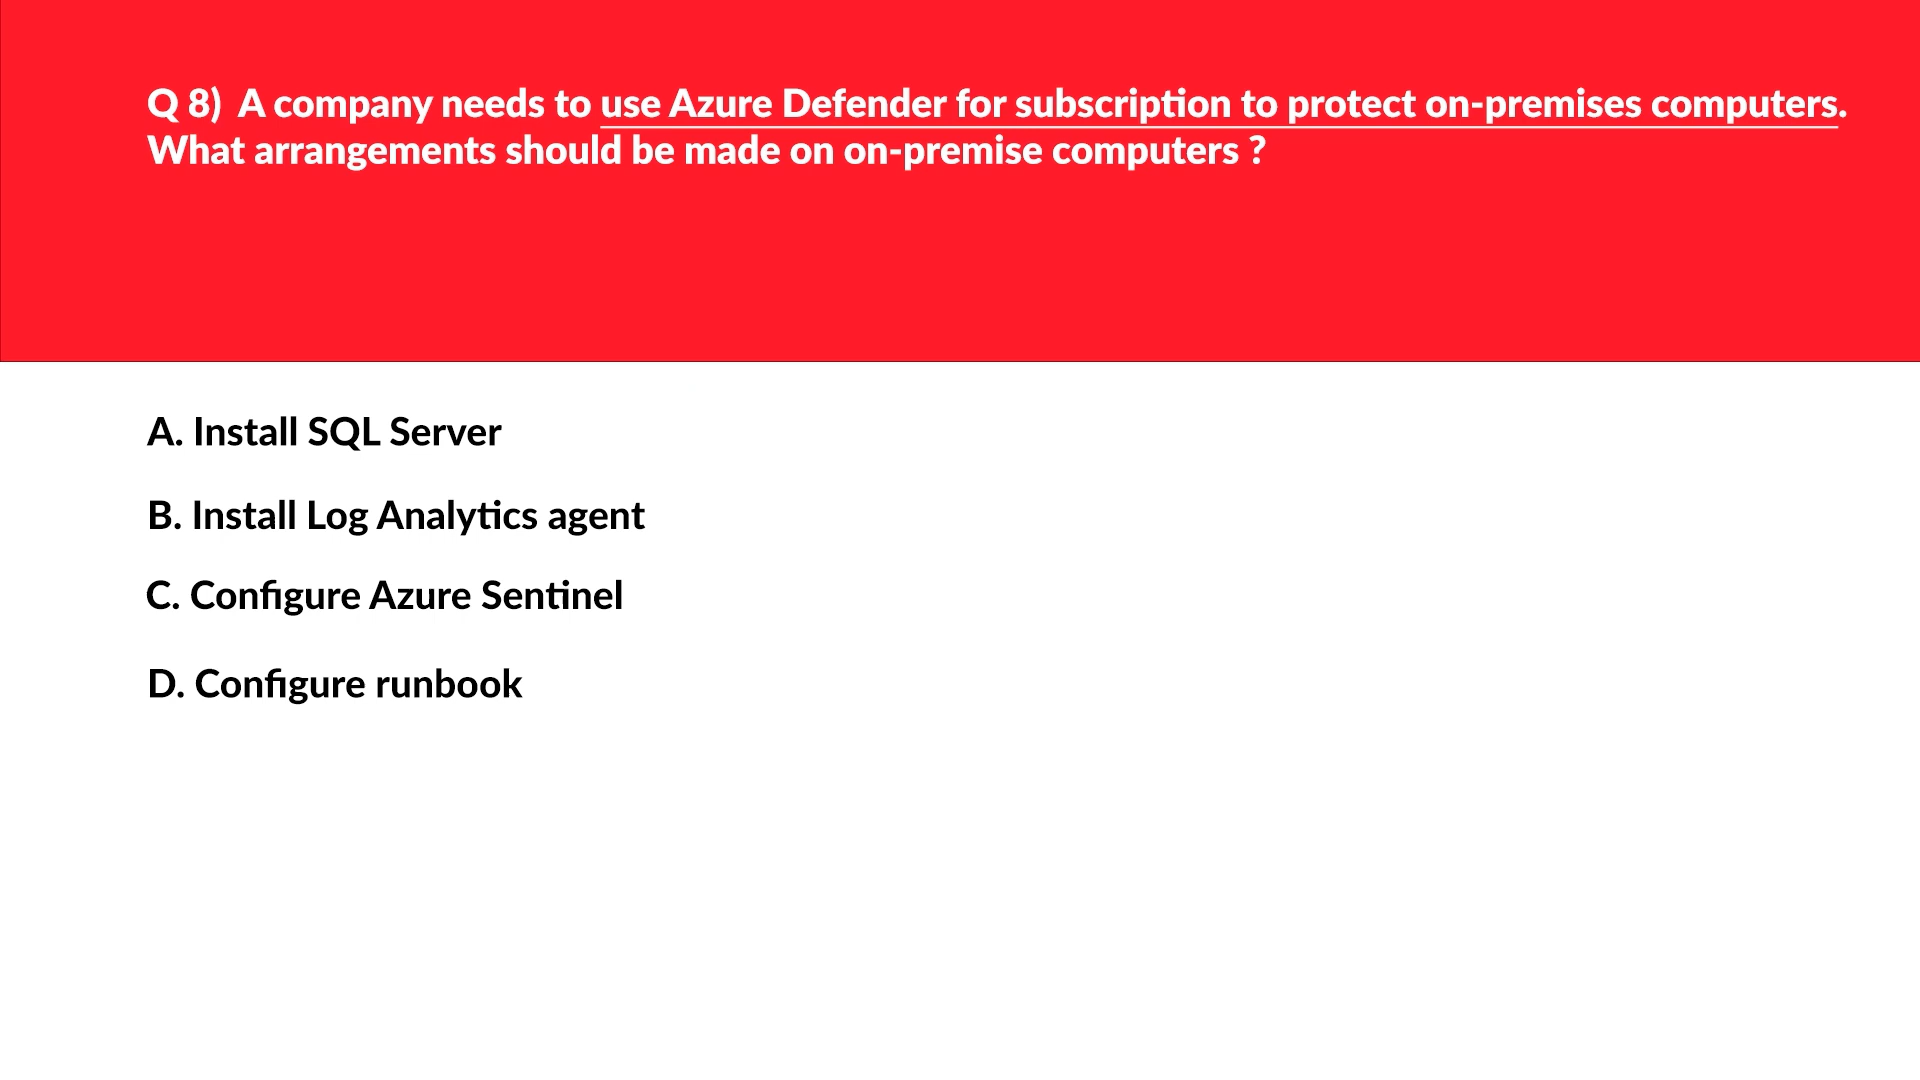 Q 8)  A company needs to use Azure Defender for subscription to protect on-premises computers.
What arrangements should be made on on-premise computers ?
A. Install SQL Server
B. Install Log Analytics agent
C. Configure Azure Sentinel
D. Configure runbook